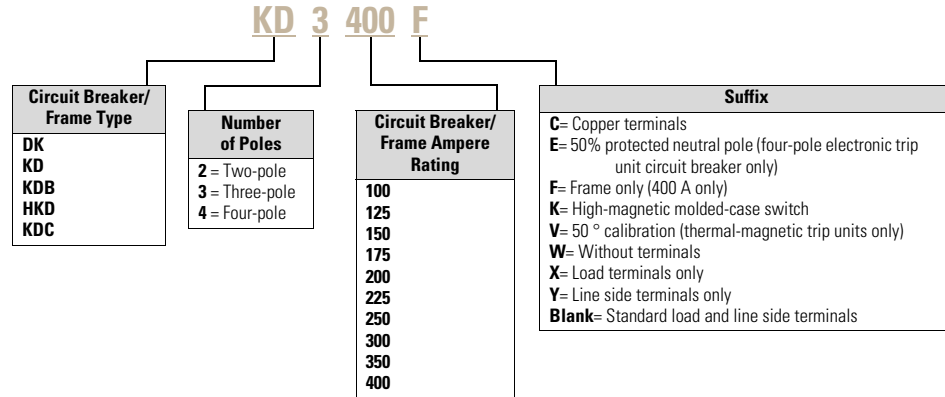 KD 3 400 F
Circuit Breaker/
Frame Type
DK
KD
KDB
HKD
KDC
Number
of Poles
2 = Two-pole
3 = Three-pole
4 = Four-pole
Circuit Breaker/
Frame Ampere
Rating
100
125
150
175
200
225
250
300
350
400
Suffix
C= Copper terminals
E= 50% protected neutral pole (four-pole electronic trip
unit circuit breaker only)
F= Frame only (400 A only)
K= High-magnetic molded-case switch
V= 50 ° calibration (thermal-magnetic trip units only)
W= Without terminals
X= Load terminals only
Y= Line side terminals only
Blank= Standard load and line side terminals